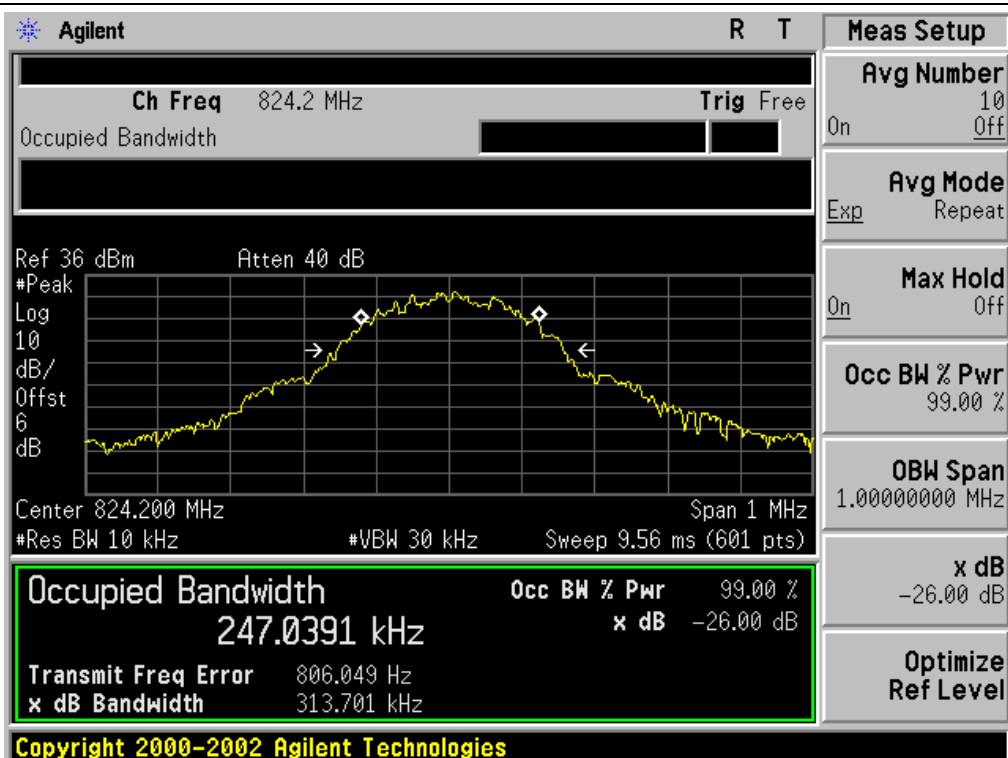 Agilent R T
Ch Freq 824.2 MHz Trig Free
Occupied Bandwidth
Ref 36 dBm Atten 40 dB
#Peak
Log
10
dB/
Offst
6
dB
Center 824.200 MHz Span 1 MHz
#Res BW 10 kHz #VBW 30 kHz Sweep 9.56 ms (601 pts)
Occupied Bandwidth Occ BW % Pwr 99.00 %
247.0391 kHz x dB -26.00 dB
Transmit Freq Error 806.049 Hz
x dB Bandwidth 313.701 kHz
Copyright 2000-2002 Agilent Technologies
Meas Setup
Avg Number
10
On Off
Avg Mode
Exp Repeat
Max Hold
On Off
Occ BW % Pwr
99.00 %
OBW Span
1.00000000 MHz
x dB
-26.00 dB
Optimize
Ref Level